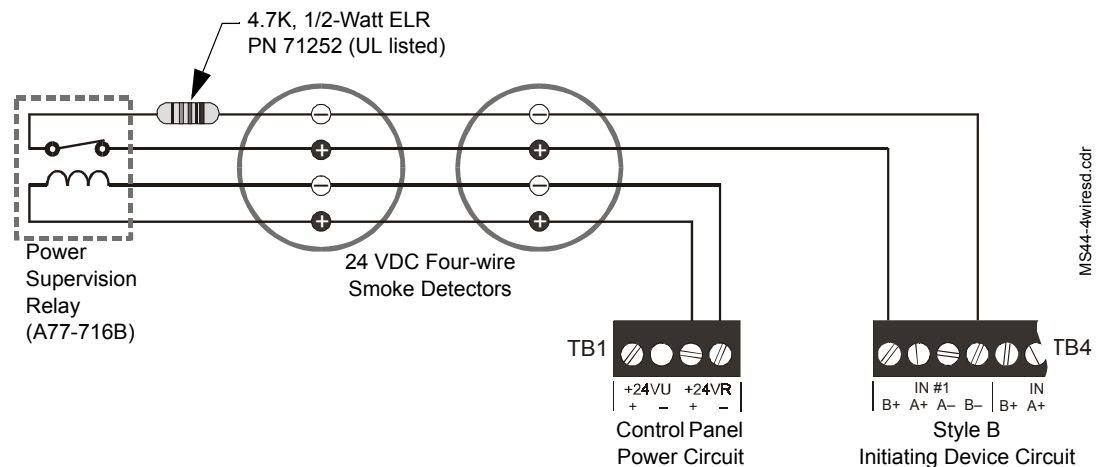 4.7K, 1/2-Watt ELR
PN 71252 (UL listed)
Power
Supervision
Relay
(A77-716B)
24 VDC Four-wire
Smoke Detectors
MS44-4wiresd.cdr
TB1
+24VU +24VR
+ – + –
Control Panel
Power Circuit
TB4
IN #1 IN
B+ A+ A– B– B+ A+
Style B
Initiating Device Circuit